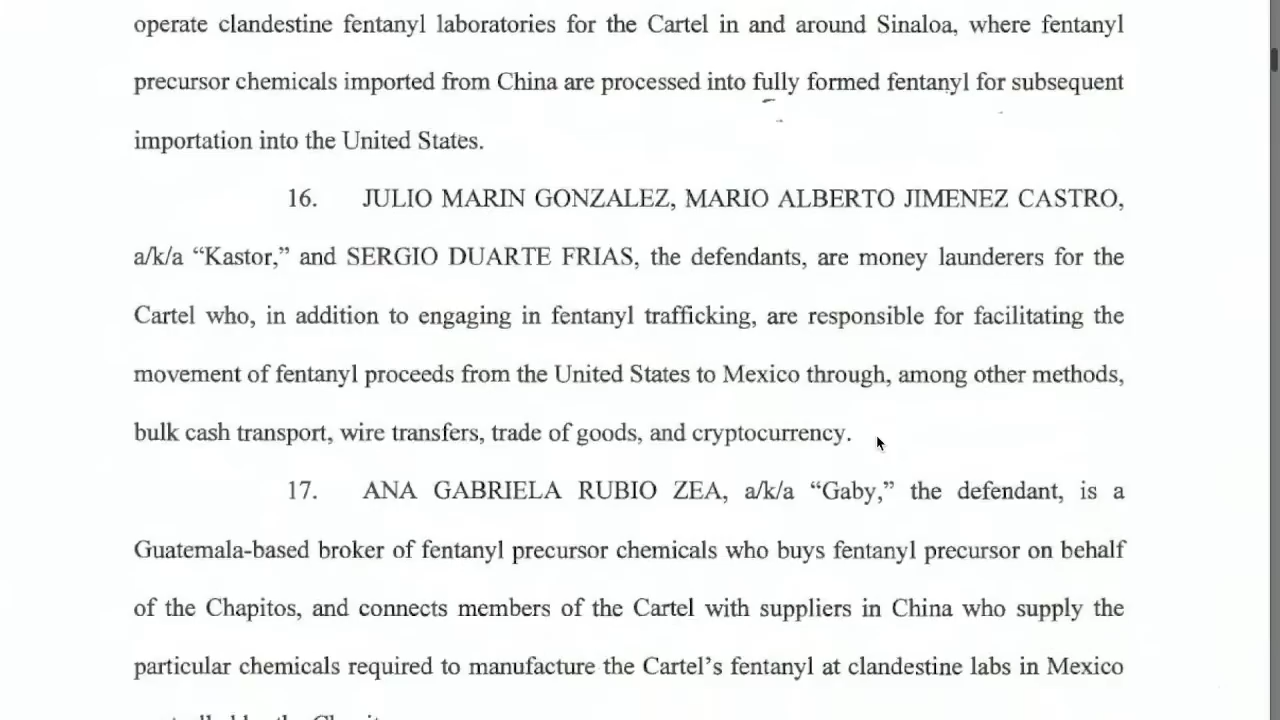 operate clandestine fentanyl laboratories for the Cartel in and around Sinaloa, where fentanyl
precursor chemicals imported from China are processed into fully formed fentanyl for subsequent
importation into the United States.
16. JULIO MARIN GONZALEZ, MARIO ALBERTO JIMENEZ CASTRO,
a/k/a “Kastor,” and SERGIO DUARTE FRIAS, the defendants, are money launderers for the
Cartel who, in addition to engaging in fentanyl trafficking, are responsible for facilitating the
movement of fentanyl proceeds from the United States to Mexico through, among other methods,
bulk cash transport, wire transfers, trade of goods, and cryptocurrency.
17. ANA GABRIELA RUBIO ZEA, a/k/a “Gaby,” the defendant, is a
Guatemala-based broker of fentanyl precursor chemicals who buys fentanyl precursor on behalf
of the Chapitos, and connects members of the Cartel with suppliers in China who supply the
particular chemicals required to manufacture the Cartel’s fentanyl at clandestine labs in Mexico